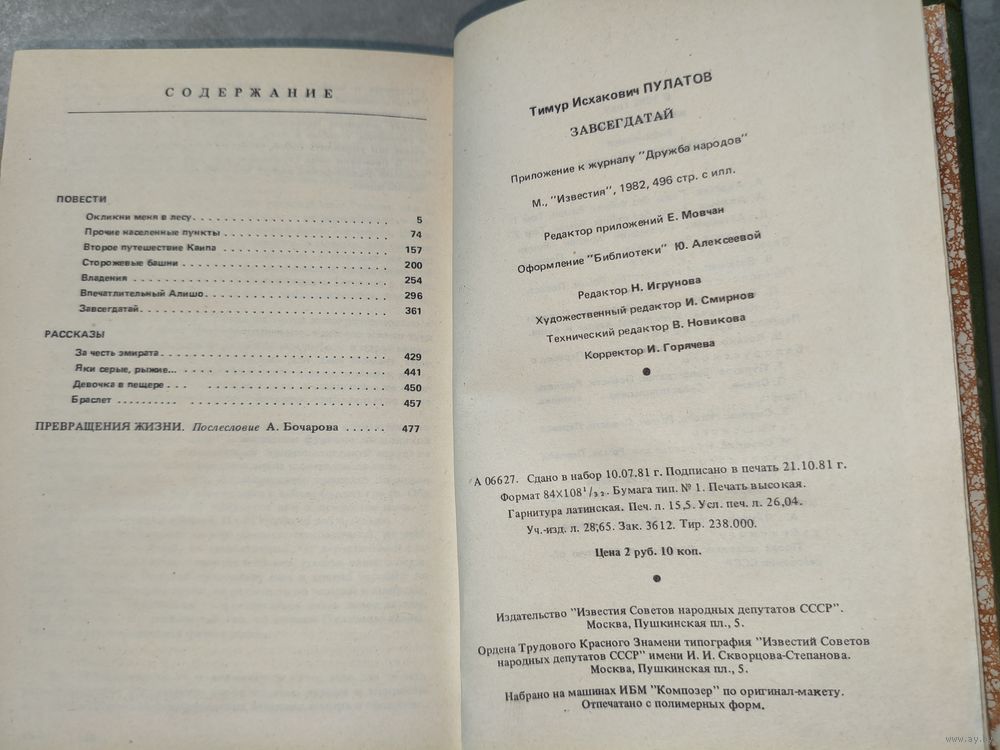 СОДЕРЖАНИЕ
ПОВЕСТИ
Окликни меня в лесу. . . . . . . . . . . . . . . . . . . . 5
Прочие населенные пункты . . . . . . . . . . . . . . . . 74
Второе путешествие Каипа . . . . . . . . . . . . . . . . 157
Сторожевые башни . . . . . . . . . . . . . . . . . . . . 200
Владения . . . . . . . . . . . . . . . . . . . . . . . . 254
Впечатлительный Алишо. . . . . . . . . . . . . . . . . . 296
Завсегдатай. . . . . . . . . . . . . . . . . . . . . . . 361
РАССКАЗЫ
За честь эмирата. . . . . . . . . . . . . . . . . . . . . 429
Яки серые, рыжие... . . . . . . . . . . . . . . . . . . . 441
Девочка в пещере . . . . . . . . . . . . . . . . . . . . 450
Браслет . . . . . . . . . . . . . . . . . . . . . . . . . 457
ПРЕВРАЩЕНИЯ ЖИЗНИ. Послесловие А. Бочарова . . . . . . 477
Тимур Исхакович ПУЛАТОВ
ЗАВСЕГДАТАЙ
Приложение к журналу "Дружба народов"
М., "Известия", 1982, 496 стр. с илл.
Редактор приложений Е. Мовчан
Оформление "Библиотеки" Ю. Алексеевой
Редактор Н. Игрунова
Художественный редактор И. Смирнов
Технический редактор В. Новикова
Корректор И. Горячева
А 06627. Сдано в набор 10.07.81 г. Подписано в печать 21.10.81 г.
Формат 84Х108¹/₃₂. Бумага тип. № 1. Печать высокая.
Гарнитура латинская. Печ. л. 15,5. Усл. печ. л. 26,04.
Уч.-изд. л. 28,65. Зак. 3612. Тир. 238.000.
Цена 2 руб. 10 коп.
Издательство "Известия Советов народных депутатов СССР".
Москва, Пушкинская пл., 5.
Ордена Трудового Красного Знамени типография "Известий Советов
народных депутатов СССР" имени И. И. Скворцова-Степанова.
Москва, Пушкинская пл., 5.
Набрано на машинах ИБМ "Композер" по оригинал-макету.
Отпечатано с полимерных форм.